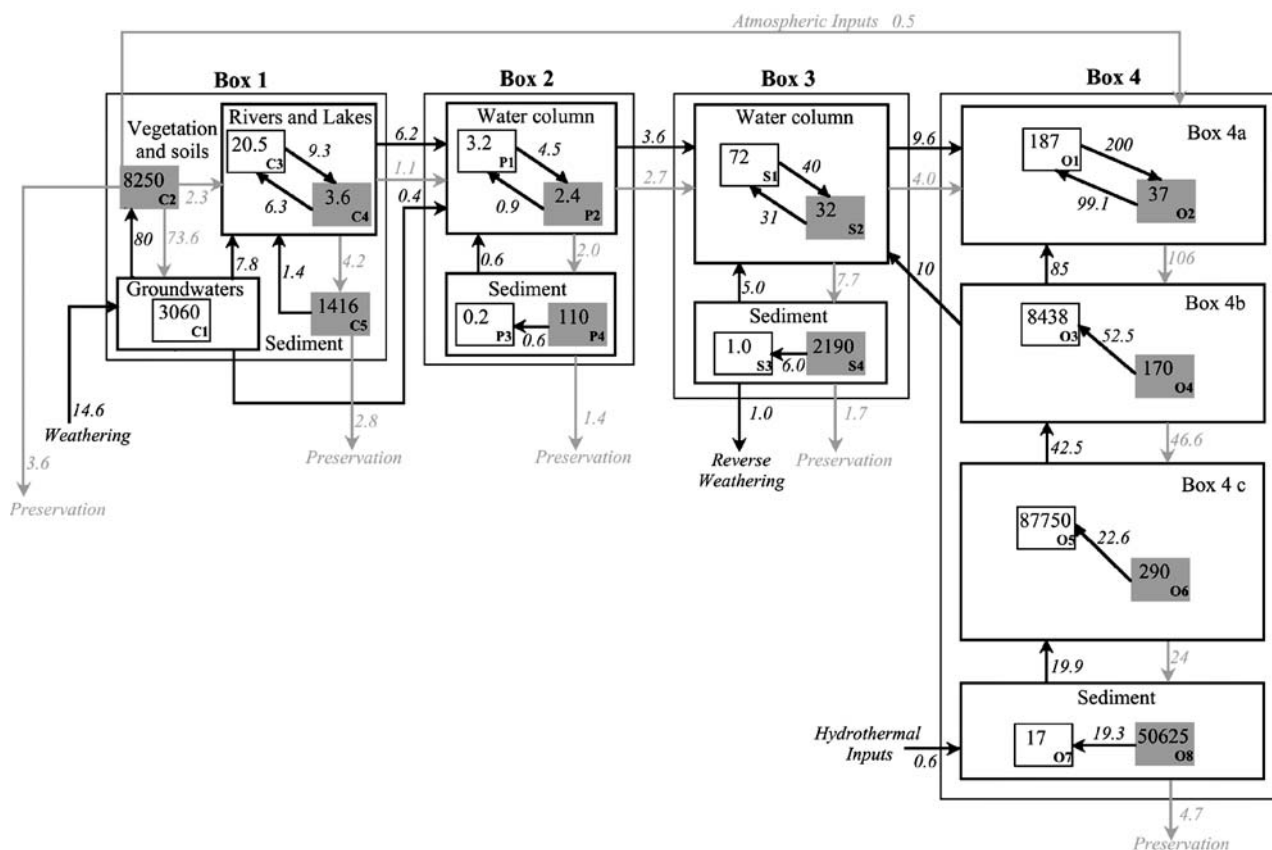 Atmospheric Inputs 0.5
Box 1
Box 2
Box 3
Box 4
Vegetation
and soils
8250
C2
2.3
80
73.6
3.6
Preservation
Rivers and Lakes
20.5
C3
9.3
6.3
3.6
C4
7.8
1.4
4.2
Groundwaters
3060
C1
1416
C5
Sediment
14.6
Weathering
2.8
Preservation
6.2
1.1
0.4
Water column
3.2
P1
4.5
0.9
2.4
P2
0.6
2.0
Sediment
0.2
P3
0.6
110
P4
1.4
Preservation
3.6
2.7
Water column
72
S1
40
31
32
S2
5.0
7.7
Sediment
1.0
S3
6.0
2190
S4
1.0
Reverse
Weathering
1.7
Preservation
9.6
4.0
10
Box 4a
187
O1
200
99.1
37
O2
85
106
Box 4b
8438
O3
52.5
170
O4
42.5
46.6
Box 4 c
87750
O5
22.6
290
O6
19.9
24
Sediment
17
O7
19.3
50625
O8
Hydrothermal
Inputs
0.6
4.7
Preservation